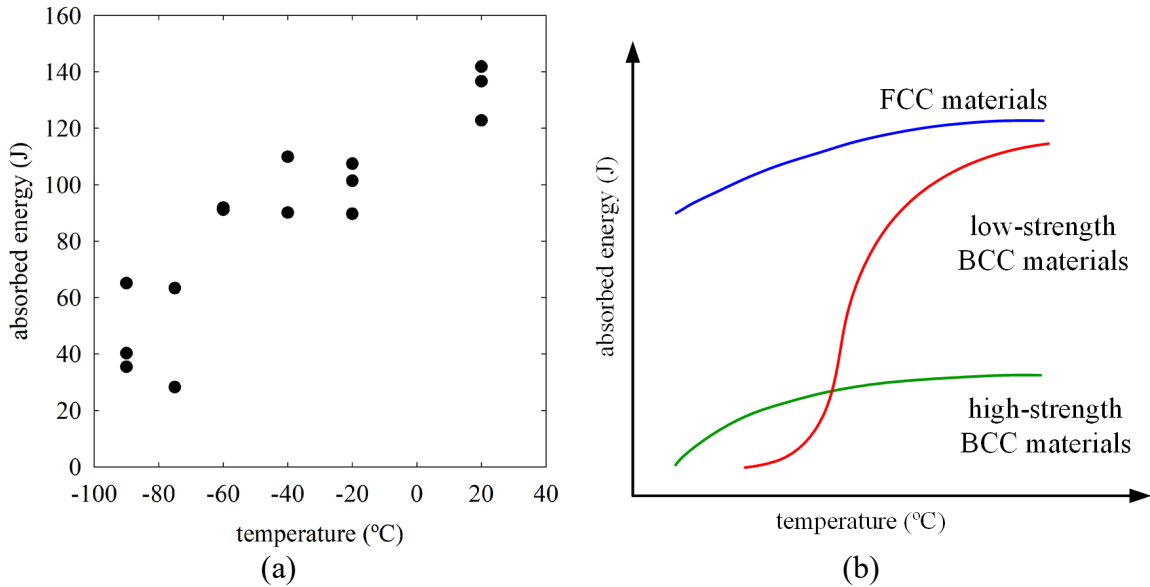 160
140
120
100
80
60
40
20
0
absorbed energy (J)
-100 -80 -60 -40 -20 0 20 40
temperature (ºC)
(a)
FCC materials
low-strength
BCC materials
high-strength
BCC materials
absorbed energy (J)
temperature (ºC)
(b)